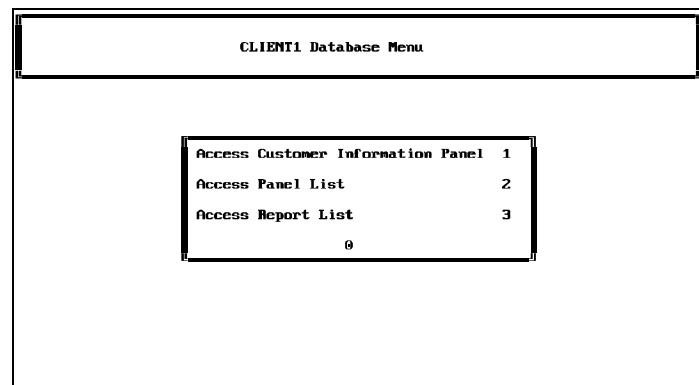 CLIENT1 Database Menu
Access Customer Information Panel 1
Access Panel List 2
Access Report List 3
0